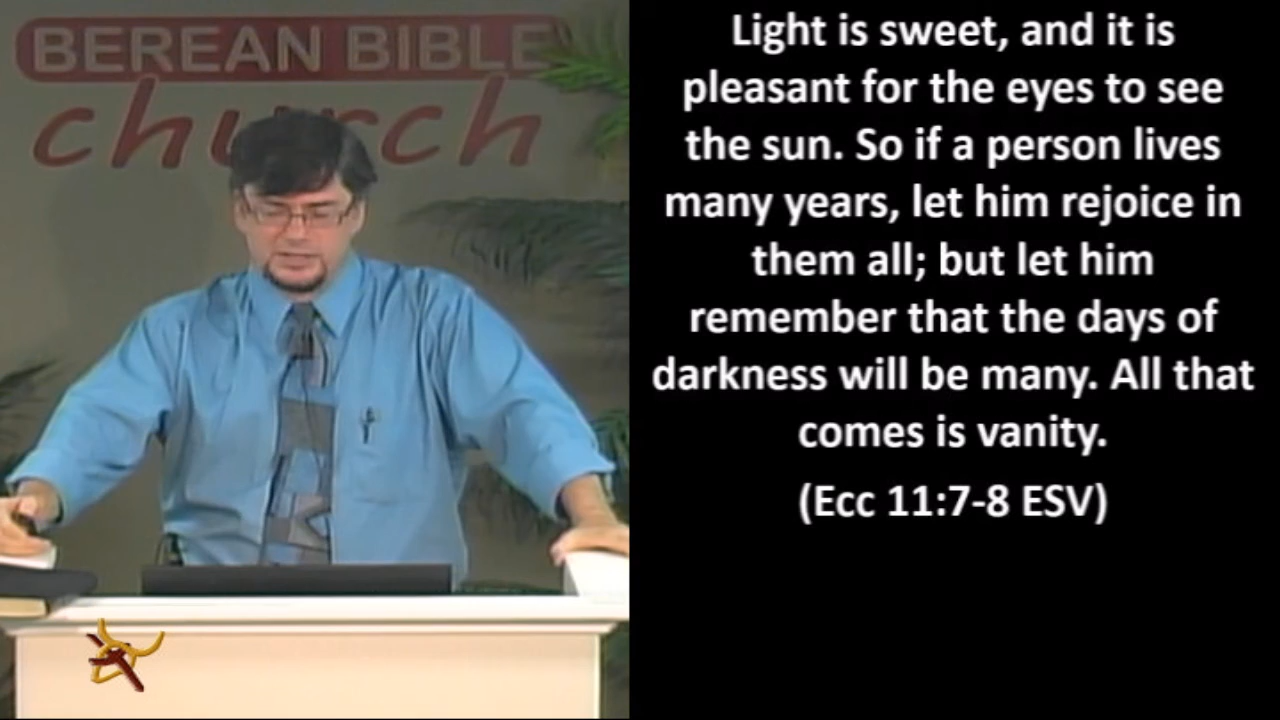 BEREAN BIBLE
church
Light is sweet, and it is
pleasant for the eyes to see
the sun. So if a person lives
many years, let him rejoice in
them all; but let him
remember that the days of
darkness will be many. All that
comes is vanity.
(Ecc 11:7-8 ESV)